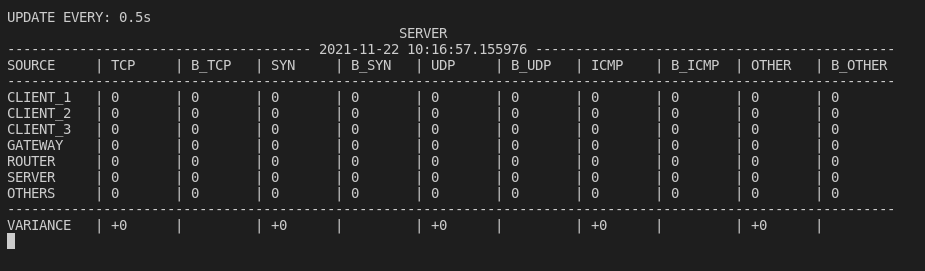 UPDATE EVERY: 0.5s
SERVER
-------------------------------------- 2021-11-22 10:16:57.155976 ---------------------------------------------
SOURCE | TCP | B_TCP | SYN | B_SYN | UDP | B_UDP | ICMP | B_ICMP | OTHER | B_OTHER
---------------------------------------------------------------------------------------------------------------
CLIENT_1 | 0 | 0 | 0 | 0 | 0 | 0 | 0 | 0 | 0 | 0
CLIENT_2 | 0 | 0 | 0 | 0 | 0 | 0 | 0 | 0 | 0 | 0
CLIENT_3 | 0 | 0 | 0 | 0 | 0 | 0 | 0 | 0 | 0 | 0
GATEWAY | 0 | 0 | 0 | 0 | 0 | 0 | 0 | 0 | 0 | 0
ROUTER | 0 | 0 | 0 | 0 | 0 | 0 | 0 | 0 | 0 | 0
SERVER | 0 | 0 | 0 | 0 | 0 | 0 | 0 | 0 | 0 | 0
OTHERS | 0 | 0 | 0 | 0 | 0 | 0 | 0 | 0 | 0 | 0
---------------------------------------------------------------------------------------------------------------
VARIANCE | +0 | | +0 | | +0 | | +0 | | +0 |